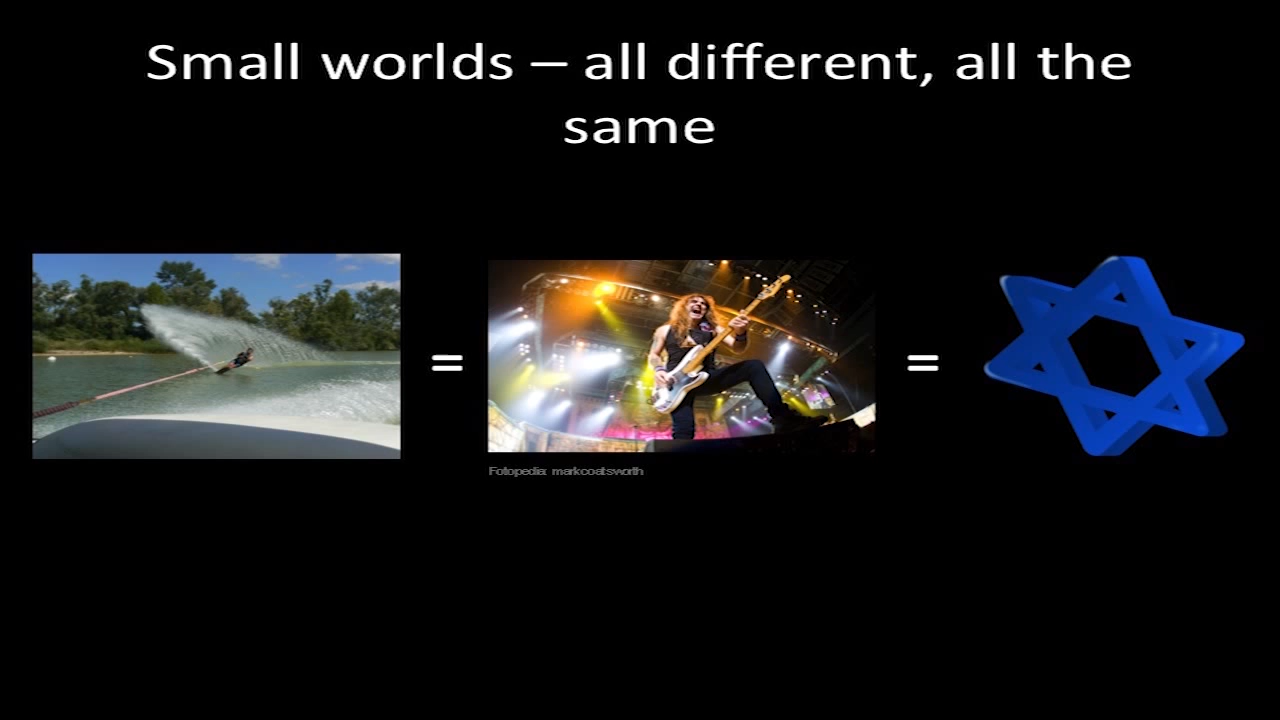 Small worlds – all different, all the
same
=
=
Fotopedia: markcoatsworth